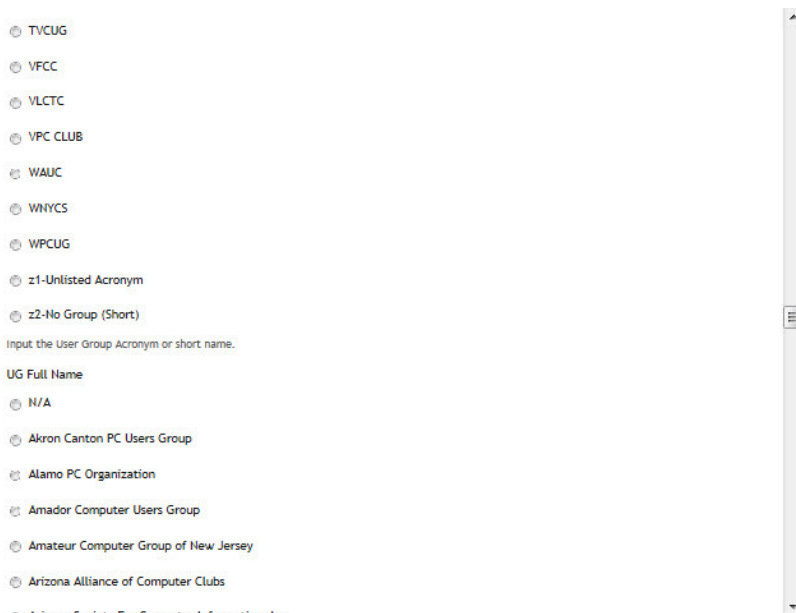 TVCUG
VFCC
VLCTC
VPC CLUB
WAUC
WNYCS
WPCUG
z1-Unlisted Acronym
z2-No Group (Short)
Input the User Group Acronym or short name.
UG Full Name
N/A
Akron Canton PC Users Group
Alamo PC Organization
Amador Computer Users Group
Amateur Computer Group of New Jersey
Arizona Alliance of Computer Clubs